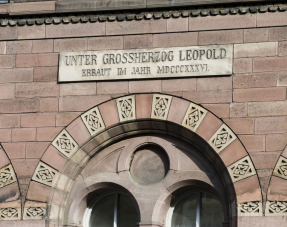 UNTER GROSSHERZOG LEOPOLD
ERBAUT IM JAHR MDCCCXXXVI.